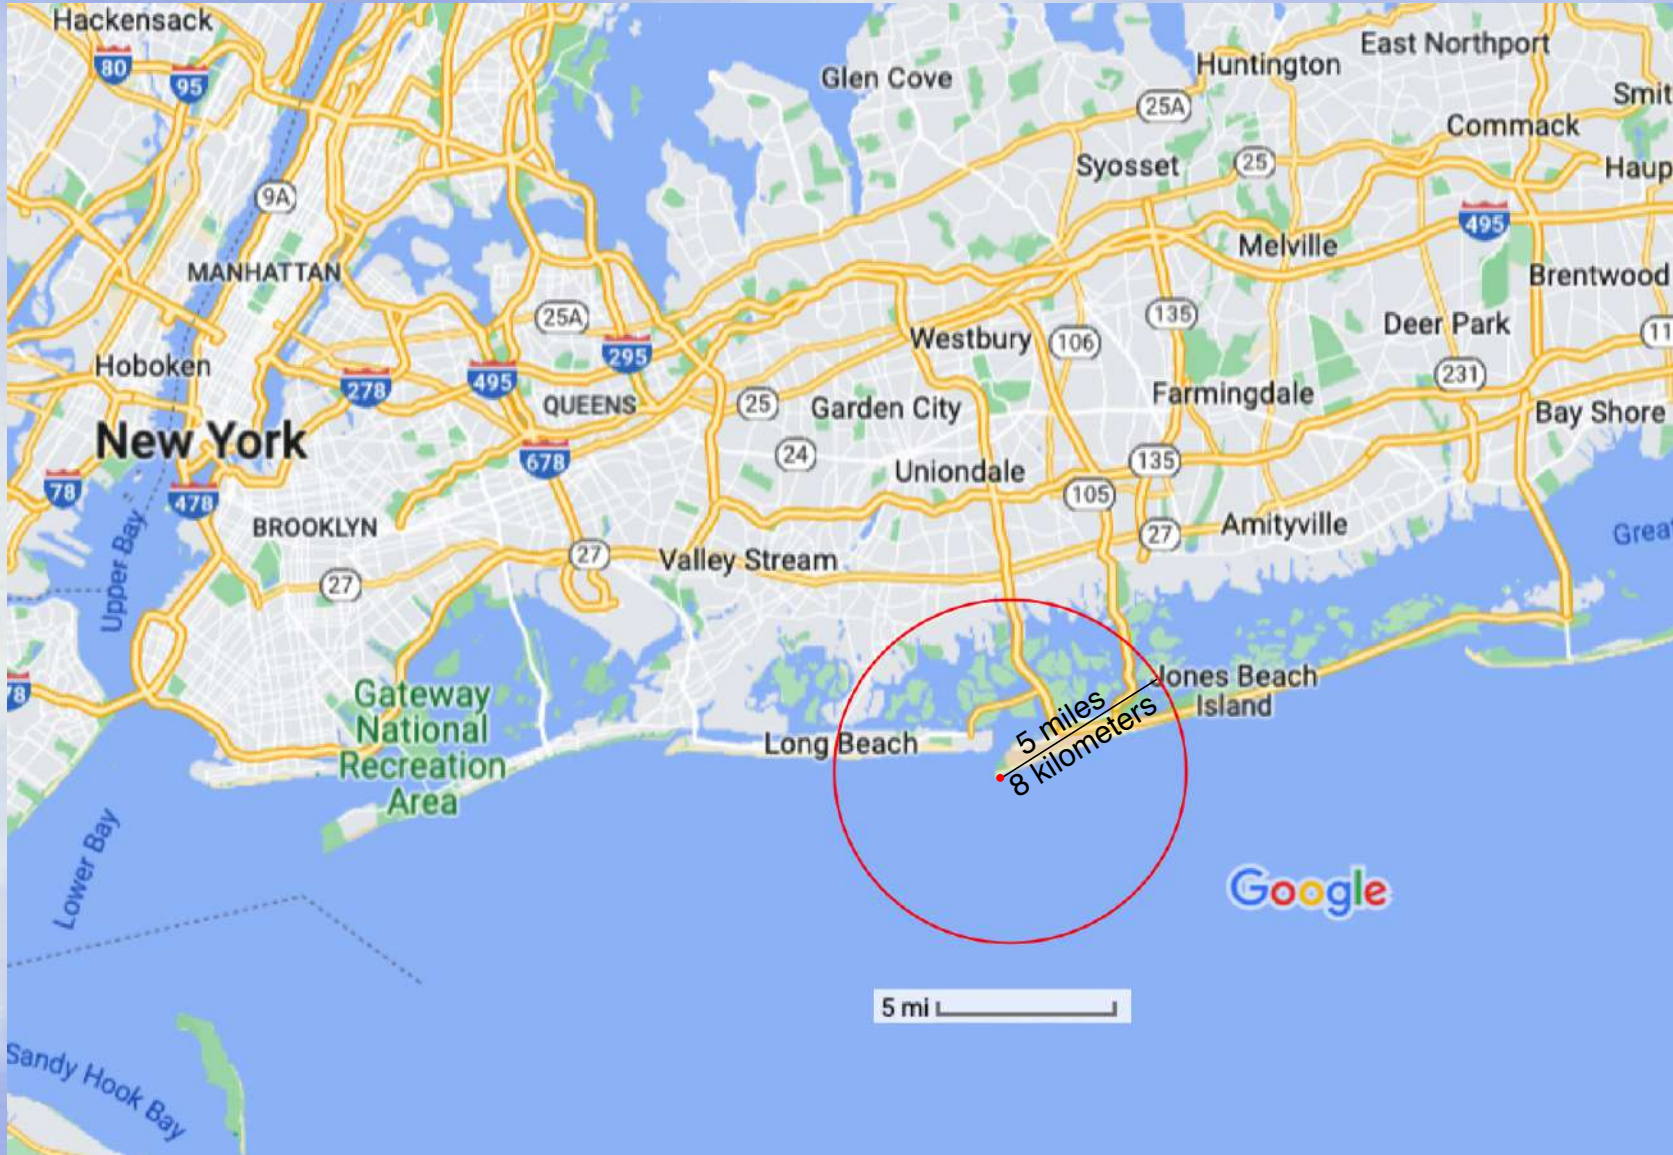 Hackensack
East Northport
80
95
Glen Cove
Huntington
25A
Smit
Commack
Syosset
25
Haup
9A
495
Melville
MANHATTAN
Brentwood
25A
135
Deer Park
11
Westbury
106
Hoboken
295
278
495
231
QUEENS
25
Garden City
Farmingdale
Bay Shore
New York
24
678
135
Uniondale
78
478
105
BROOKLYN
Amityville
27
Grea
Upper Bay
27
Valley Stream
27
Jones Beach
Island
78
Gateway
National
Recreation
Area
Long Beach
5 miles
8 kilometers
Lower Bay
Google
5 mi
Sandy Hook Bay